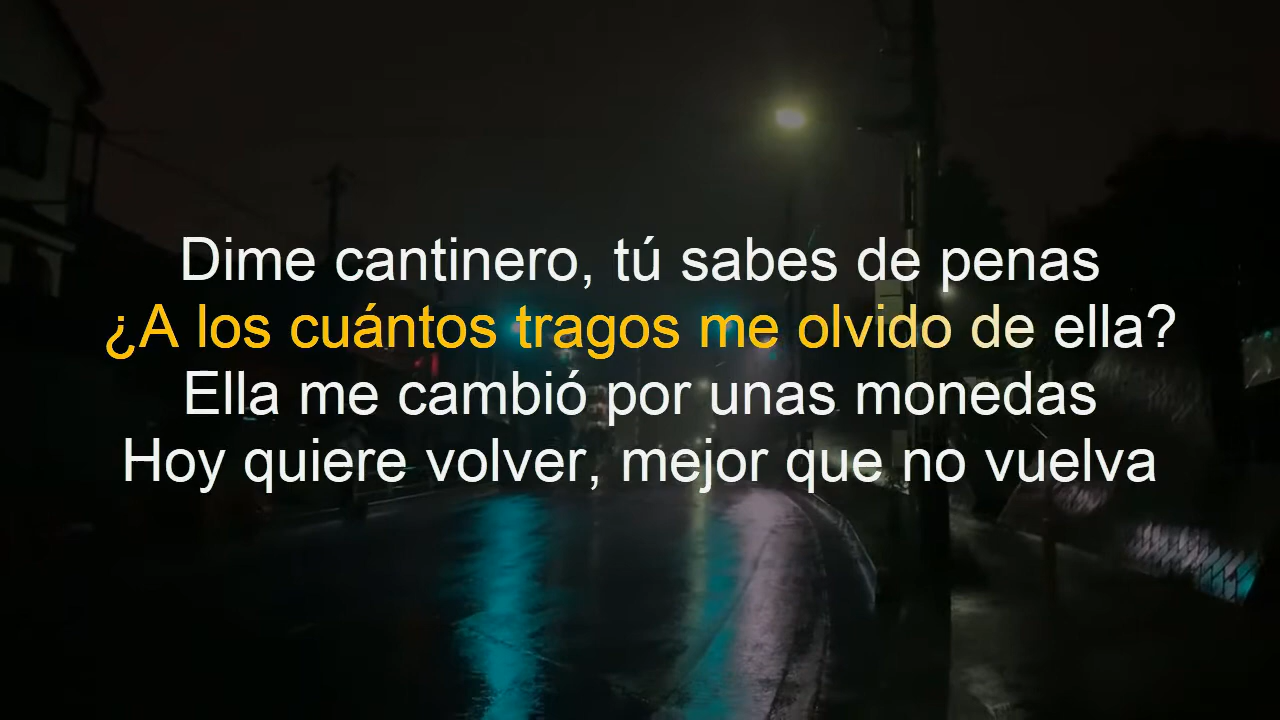 Dime cantinero, tú sabes de penas
¿A los cuántos tragos me olvido de ella?
Ella me cambió por unas monedas
Hoy quiere volver, mejor que no vuelva